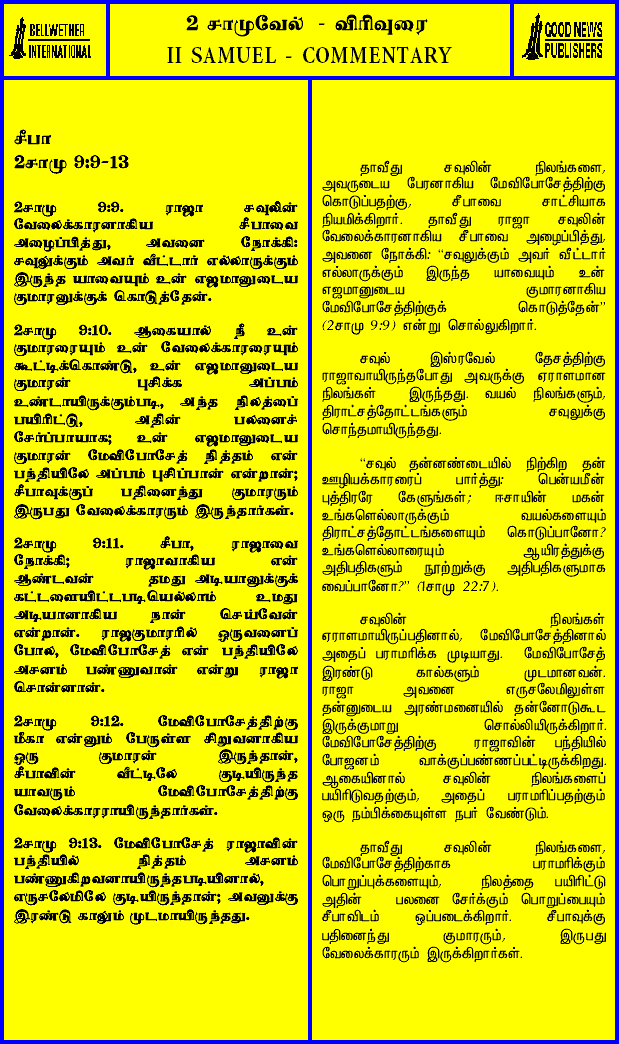 BELLWETHER
INTERNATIONAL
2 சாமுவேல் - விரிவுரை
II SAMUEL - COMMENTARY
GOOD NEWS
PUBLISHERS
சீபா
2சாமு 9:9-13
2சாமு 9:9. ராஜா சவுலின்
வேலைக்காரனாகிய சீபாவை
அழைப்பித்து, அவனை நோக்கி:
சவுலுக்கும் அவர் வீட்டார் எல்லாருக்கும்
இருந்த யாவையும் உன் எஜமானுடைய
குமாரனுக்குக் கொடுத்தேன்.
2சாமு 9:10. ஆகையால் நீ உன்
குமாரரையும் உன் வேலைக்காரரையும்
கூட்டிக்கொண்டு, உன் எஜமானுடைய
குமாரன் புசிக்க அப்பம்
உண்டாயிருக்கும்படி, அந்த நிலத்தைப்
பயிரிட்டு, அதின் பலனைச்
சேர்ப்பாயாக; உன் எஜமானுடைய
குமாரன் மேவிபோசேத் நித்தம் என்
பந்தியிலே அப்பம் புசிப்பான் என்றான்;
சீபாவுக்குப் பதினைந்து குமாரரும்
இருபது வேலைக்காரரும் இருந்தார்கள்.
2சாமு 9:11. சீபா, ராஜாவை
நோக்கி; ராஜாவாகிய என்
ஆண்டவன் தமது அடியானுக்குக்
கட்டளையிட்டபடியெல்லாம் உமது
அடியானாகிய நான் செய்வேன்
என்றான். ராஜகுமாரரில் ஒருவனைப்
போல, மேவிபோசேத் என் பந்தியிலே
அசனம் பண்ணுவான் என்று ராஜா
சொன்னான்.
2சாமு 9:12. மேவிபோசேத்திற்கு
மீகா என்னும் பேருள்ள சிறுவனாகிய
ஒரு குமாரன் இருந்தான்,
சீபாவின் வீட்டிலே குடியிருந்த
யாவரும் மேவிபோசேத்திற்கு
வேலைக்காரராயிருந்தார்கள்.
2சாமு 9:13. மேவிபோசேத் ராஜாவின்
பந்தியில் நித்தம் அசனம்
பண்ணுகிறவனாயிருந்தபடியினால்,
எருசலேமிலே குடியிருந்தான்; அவனுக்கு
இரண்டு காலும் முடமாயிருந்தது.
தாவீது சவுலின் நிலங்களை,
அவருடைய பேரனாகிய மேவிபோசேத்திற்கு
கொடுப்பதற்கு, சீபாவை சாட்சியாக
நியமிக்கிறார். தாவீது ராஜா சவுலின்
வேலைக்காரனாகிய சீபாவை அழைப்பித்து,
அவனை நோக்கி: “சவுலுக்கும் அவர் வீட்டார்
எல்லாருக்கும் இருந்த யாவையும் உன்
எஜமானுடைய குமாரனாகிய
மேவிபோசேத்திற்குக் கொடுத்தேன்”
(2சாமு 9:9) என்று சொல்லுகிறார்.
சவுல் இஸ்ரவேல் தேசத்திற்கு
ராஜாவாயிருந்தபோது அவருக்கு ஏராளமான
நிலங்கள் இருந்தது. வயல் நிலங்களும்,
திராட்சத்தோட்டங்களும் சவுலுக்கு
சொந்தமாயிருந்தது.
“சவுல் தன்னண்டையில் நிற்கிற தன்
ஊழியக்காரரைப் பார்த்து: பென்யமீன்
புத்திரரே கேளுங்கள்; ஈசாயின் மகன்
உங்களெல்லாருக்கும் வயல்களையும்
திராட்சத்தோட்டங்களையும் கொடுப்பானோ?
உங்களெல்லாரையும் ஆயிரத்துக்கு
அதிபதிகளும் நூற்றுக்கு அதிபதிகளுமாக
வைப்பானோ?” (1சாமு 22:7).
சவுலின் நிலங்கள்
ஏராளமாயிருப்பதினால், மேவிபோசேத்தினால்
அதைப் பராமரிக்க முடியாது. மேவிபோசேத்
இரண்டு கால்களும் முடமானவன்.
ராஜா அவனை எருசலேமிலுள்ள
தன்னுடைய அரண்மனையில் தன்னோடுகூட
இருக்குமாறு சொல்லியிருக்கிறார்.
மேவிபோசேத்திற்கு ராஜாவின் பந்தியில்
போஜனம் வாக்குப்பண்ணப்பட்டிருக்கிறது.
ஆகையினால் சவுலின் நிலங்களைப்
பயிரிடுவதற்கும், அதைப் பராமரிப்பதற்கும்
ஒரு நம்பிக்கையுள்ள நபர் வேண்டும்.
தாவீது சவுலின் நிலங்களை,
மேவிபோசேத்திற்காக பராமரிக்கும்
பொறுப்புக்களையும், நிலத்தை பயிரிட்டு
அதின் பலனை சேர்க்கும் பொறுப்பையும்
சீபாவிடம் ஒப்படைக்கிறார். சீபாவுக்கு
பதினைந்து குமாரரும், இருபது
வேலைக்காரரும் இருக்கிறார்கள்.